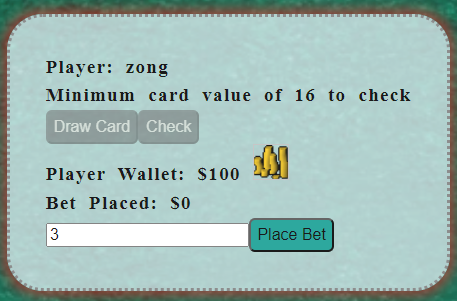 Player: zong
Minimum card value of 16 to check
Draw Card Check
Player Wallet: $100
Bet Placed: $0
3 Place Bet